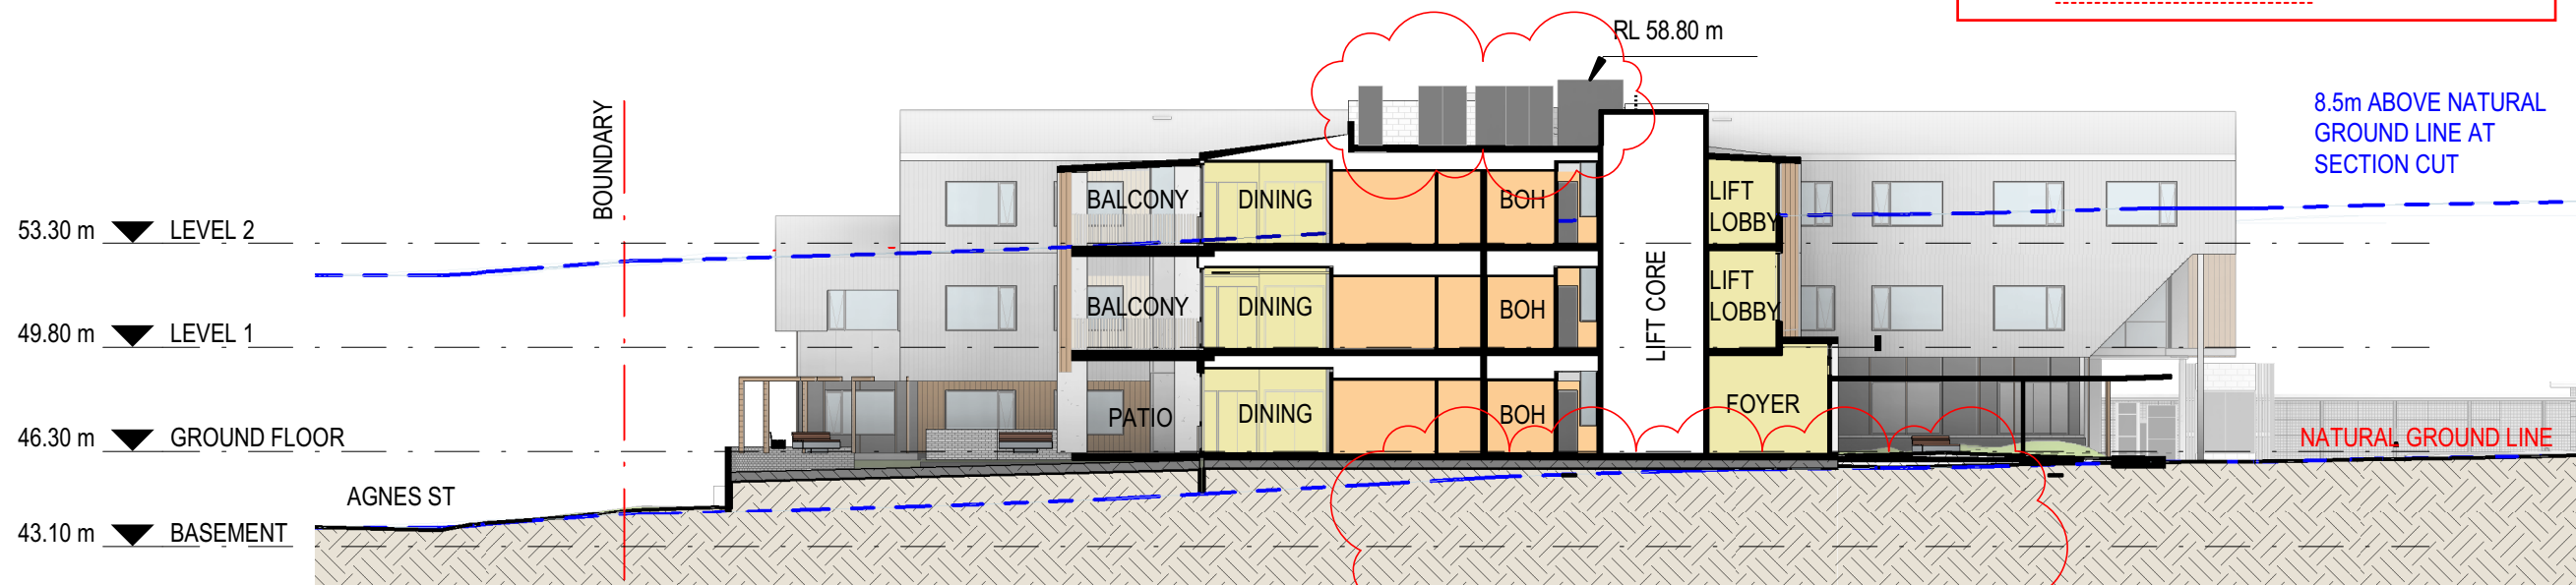 RL 58.80 m
8.5m ABOVE NATURAL
GROUND LINE AT
SECTION CUT
BOUNDARY
53.30 m LEVEL 2
BALCONY DINING BOH LIFT
LOBBY
49.80 m LEVEL 1
BALCONY DINING BOH LIFT
LOBBY
LIFT CORE
46.30 m GROUND FLOOR
PATIO DINING BOH FOYER
NATURAL GROUND LINE
AGNES ST
43.10 m BASEMENT